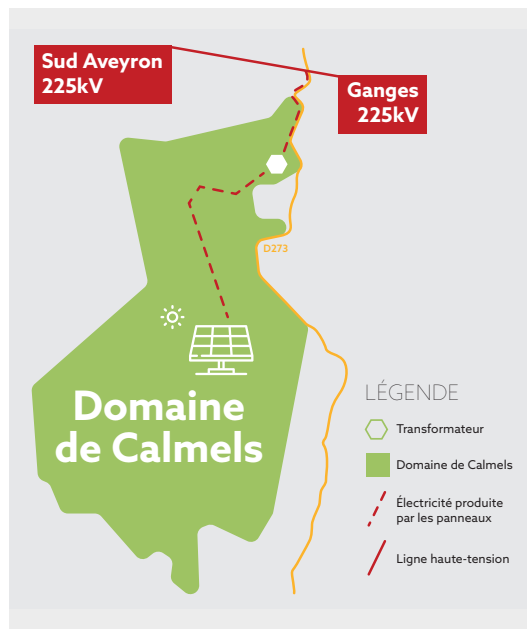 Sud Aveyron
225kV
Ganges
225kV
D273
Domaine
de Calmels
LÉGENDE
Transformateur
Domaine de Calmels
Électricité produite
par les panneaux
Ligne haute-tension